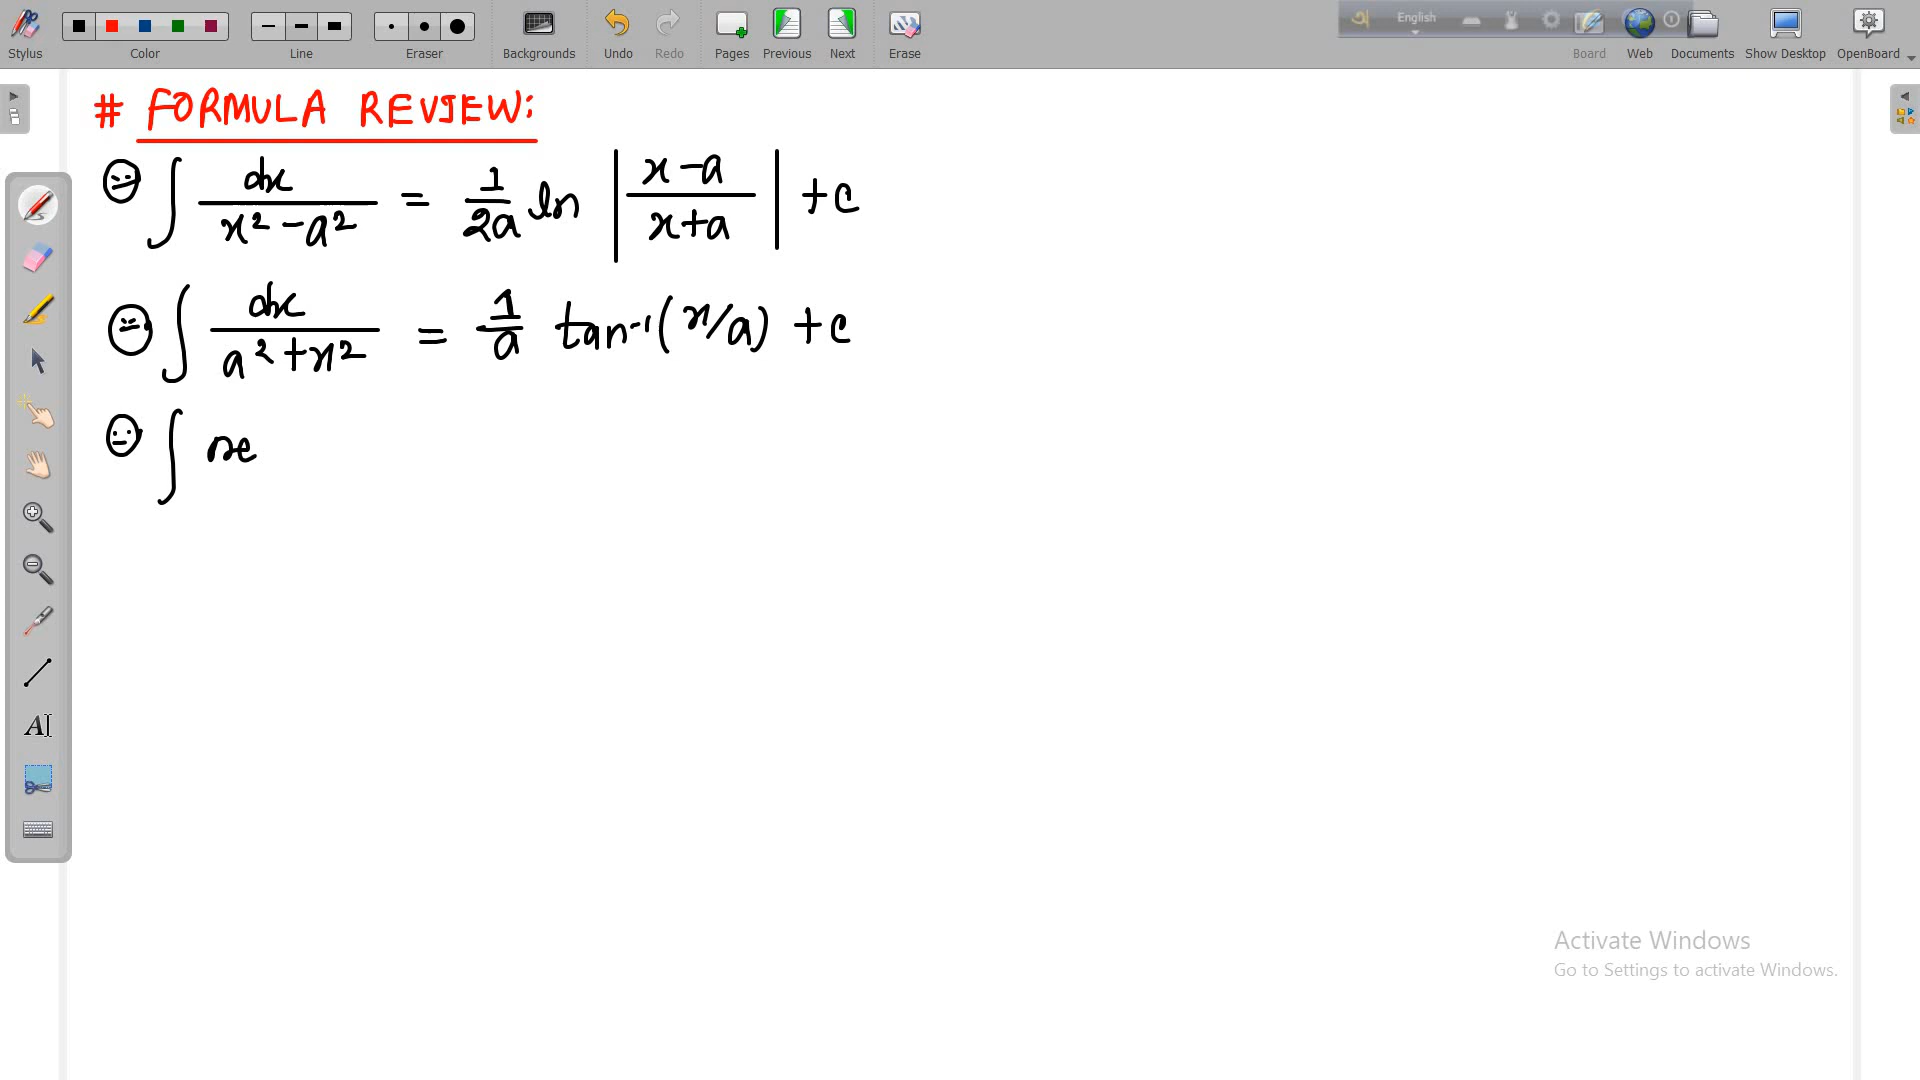 Stylus Color Line Eraser Backgrounds Undo Redo Pages Previous Next Erase Board Web Documents Show Desktop OpenBoard
English
# FORMULA REVIEW:
∫ dx/(x² - a²) = 1/2a ln |(x-a)/(x+a)| + c
∫ dx/(a² + x²) = 1/a tan⁻¹(x/a) + c
∫
Activate Windows
Go to Settings to activate Windows.